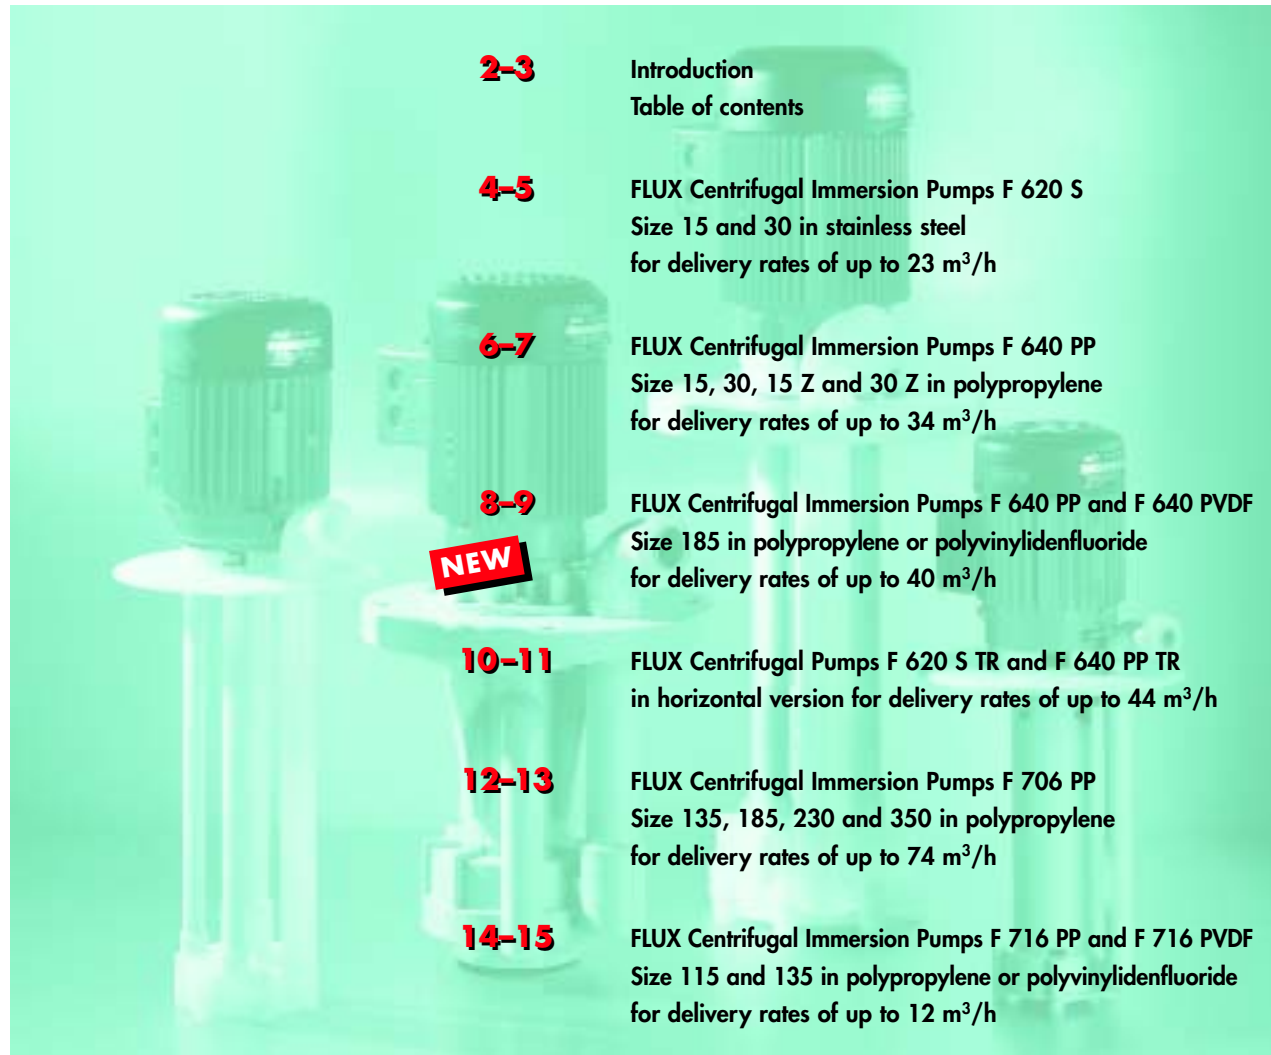 2–3 Introduction
Table of contents
4–5 FLUX Centrifugal Immersion Pumps F 620 S
Size 15 and 30 in stainless steel
for delivery rates of up to 23 m³/h
6–7 FLUX Centrifugal Immersion Pumps F 640 PP
Size 15, 30, 15 Z and 30 Z in polypropylene
for delivery rates of up to 34 m³/h
8–9 FLUX Centrifugal Immersion Pumps F 640 PP and F 640 PVDF
Size 185 in polypropylene or polyvinylidenfluoride
NEW
for delivery rates of up to 40 m³/h
10–11 FLUX Centrifugal Pumps F 620 S TR and F 640 PP TR
in horizontal version for delivery rates of up to 44 m³/h
12–13 FLUX Centrifugal Immersion Pumps F 706 PP
Size 135, 185, 230 and 350 in polypropylene
for delivery rates of up to 74 m³/h
14–15 FLUX Centrifugal Immersion Pumps F 716 PP and F 716 PVDF
Size 115 and 135 in polypropylene or polyvinylidenfluoride
for delivery rates of up to 12 m³/h